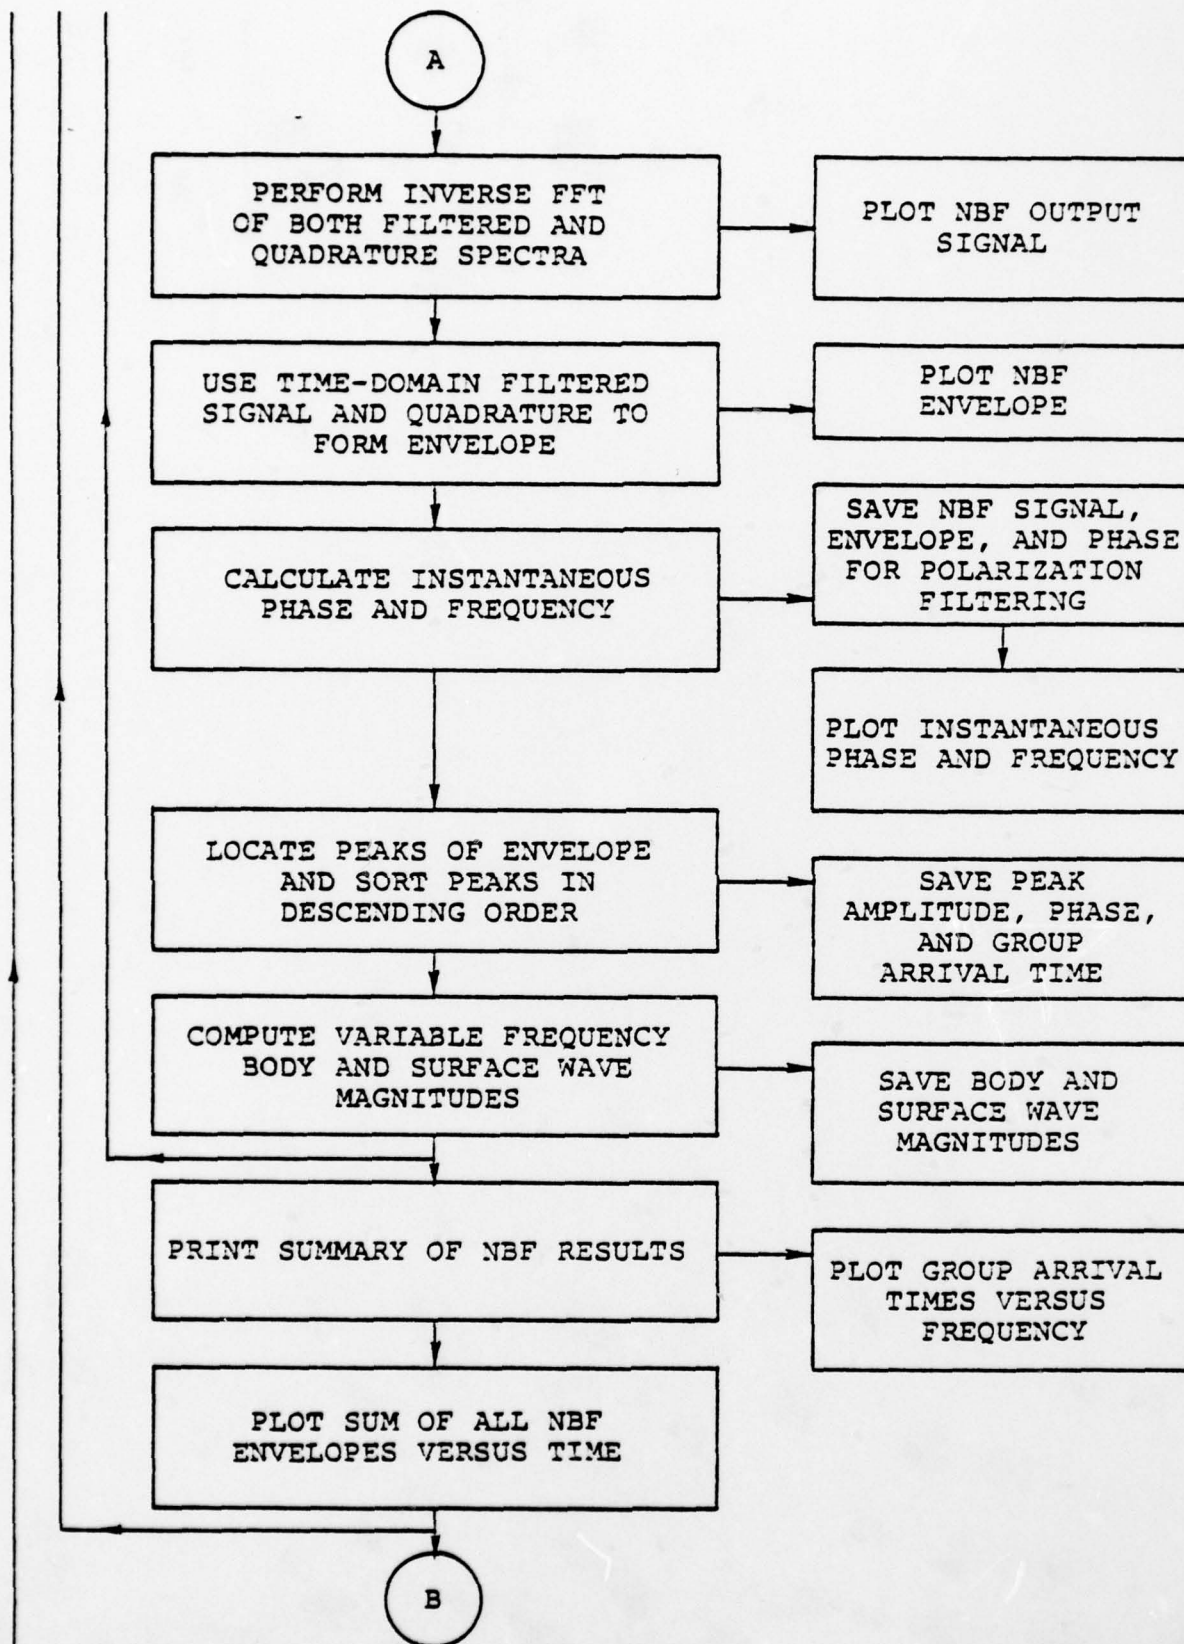 A
PERFORM INVERSE FFT
OF BOTH FILTERED AND
QUADRATURE SPECTRA
PLOT NBF OUTPUT
SIGNAL
USE TIME-DOMAIN FILTERED
SIGNAL AND QUADRATURE TO
FORM ENVELOPE
PLOT NBF
ENVELOPE
CALCULATE INSTANTANEOUS
PHASE AND FREQUENCY
SAVE NBF SIGNAL,
ENVELOPE, AND PHASE
FOR POLARIZATION
FILTERING
PLOT INSTANTANEOUS
PHASE AND FREQUENCY
LOCATE PEAKS OF ENVELOPE
AND SORT PEAKS IN
DESCENDING ORDER
SAVE PEAK
AMPLITUDE, PHASE,
AND GROUP
ARRIVAL TIME
COMPUTE VARIABLE FREQUENCY
BODY AND SURFACE WAVE
MAGNITUDES
SAVE BODY AND
SURFACE WAVE
MAGNITUDES
PRINT SUMMARY OF NBF RESULTS
PLOT GROUP ARRIVAL
TIMES VERSUS
FREQUENCY
PLOT SUM OF ALL NBF
ENVELOPES VERSUS TIME
B